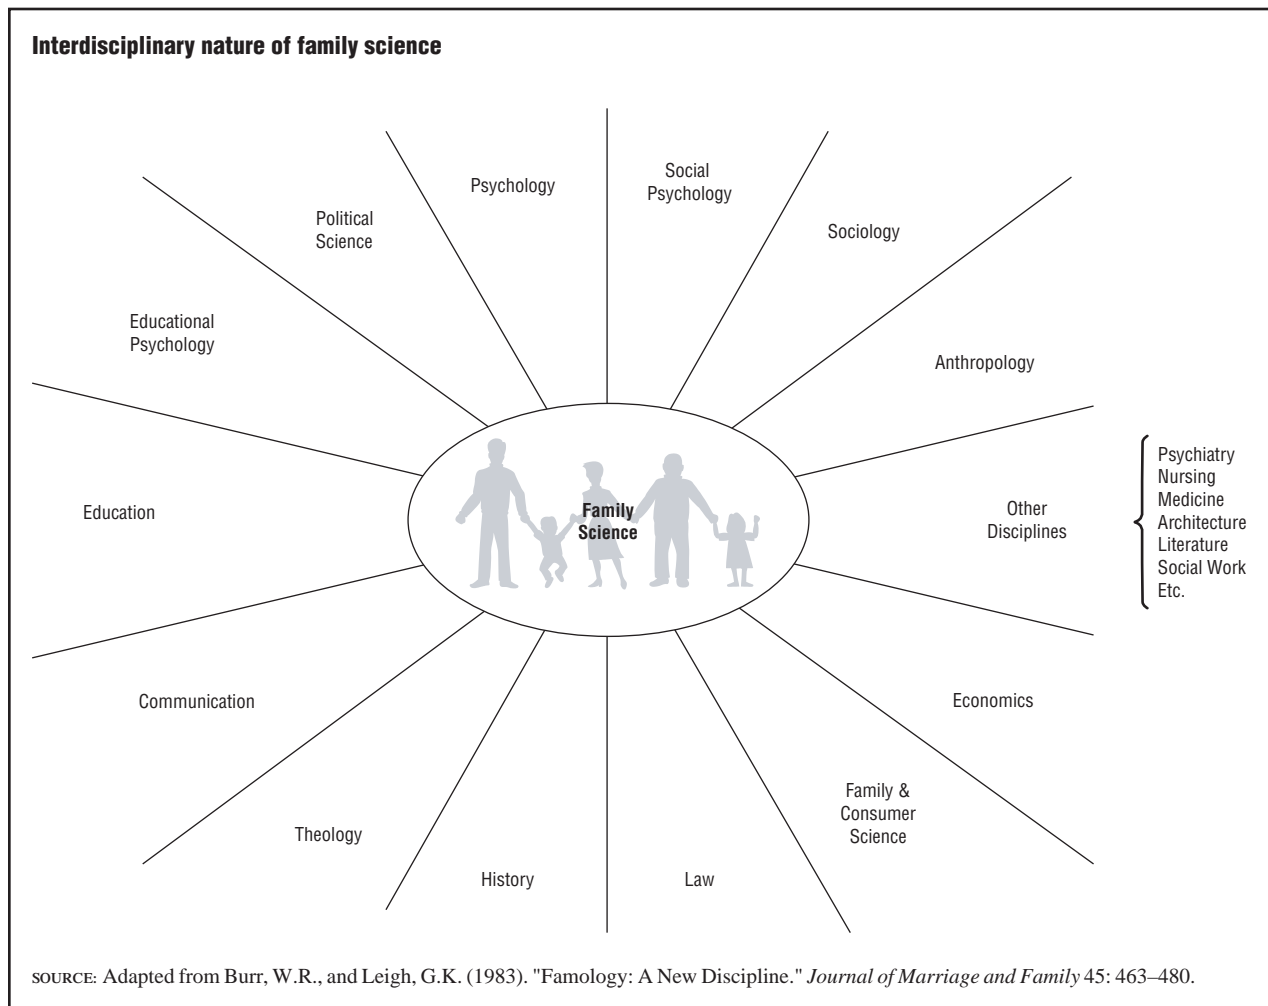 Interdisciplinary nature of family science
Psychology
Social
Psychology
Political
Science
Sociology
Educational
Psychology
Anthropology
Education
Family
Science
Other
Disciplines
Psychiatry
Nursing
Medicine
Architecture
Literature
Social Work
Etc.
Communication
Economics
Theology
Family &
Consumer
Science
History
Law
SOURCE: Adapted from Burr, W.R., and Leigh, G.K. (1983). "Famology: A New Discipline." Journal of Marriage and Family 45: 463–480.